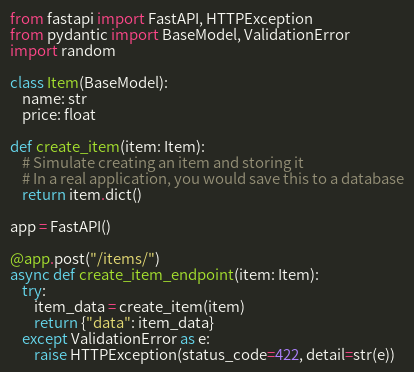 from fastapi import FastAPI, HTTPException
from pydantic import BaseModel, ValidationError
import random

class Item(BaseModel):
    name: str
    price: float

def create_item(item: Item):
    # Simulate creating an item and storing it
    # In a real application, you would save this to a database
    return item.dict()

app = FastAPI()

@app.post("/items/")
async def create_item_endpoint(item: Item):
    try:
        item_data = create_item(item)
        return {"data": item_data}
    except ValidationError as e:
        raise HTTPException(status_code=422, detail=str(e))